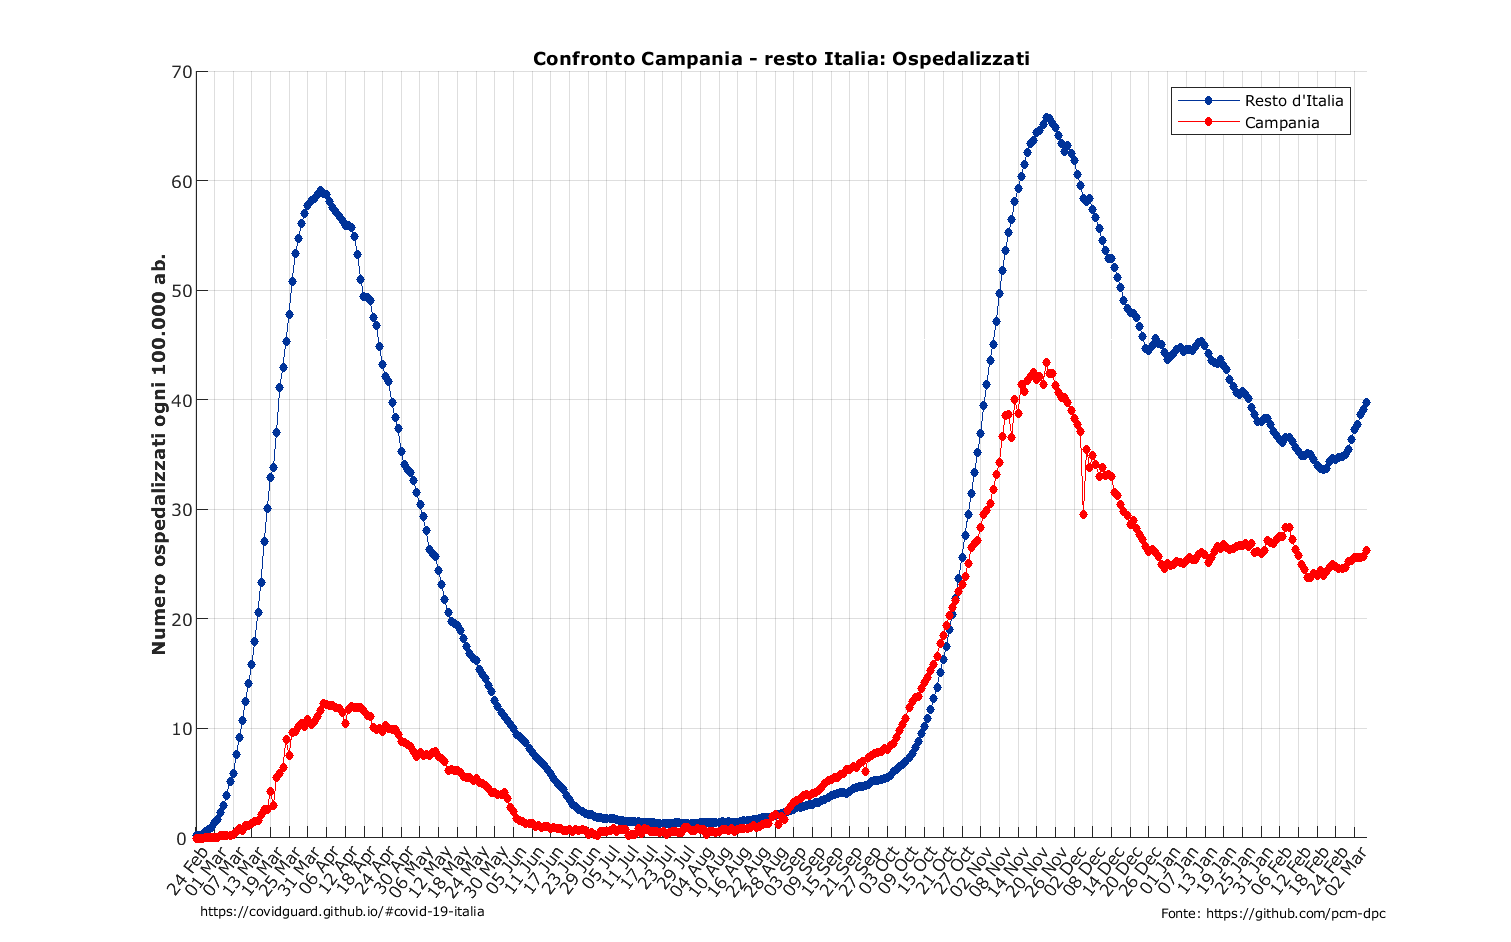 Confronto Campania - resto Italia: Ospedalizzati
Resto d'Italia
Campania
Numero ospedalizzati ogni 100.000 ab.
70
60
50
40
30
20
10
0
24 Feb
01 Mar
07 Mar
13 Mar
19 Mar
25 Mar
31 Mar
06 Apr
12 Apr
18 Apr
24 Apr
30 Apr
06 May
12 May
18 May
24 May
30 May
05 Jun
11 Jun
17 Jun
23 Jun
29 Jun
05 Jul
11 Jul
17 Jul
23 Jul
29 Jul
04 Aug
10 Aug
16 Aug
22 Aug
28 Aug
03 Sep
09 Sep
15 Sep
21 Sep
27 Sep
03 Oct
09 Oct
15 Oct
21 Oct
27 Oct
02 Nov
08 Nov
14 Nov
20 Nov
26 Nov
02 Dec
08 Dec
14 Dec
20 Dec
26 Dec
01 Jan
07 Jan
13 Jan
19 Jan
25 Jan
31 Jan
06 Feb
12 Feb
18 Feb
24 Feb
02 Mar
https://covidguard.github.io/#covid-19-italia
Fonte: https://github.com/pcm-dpc